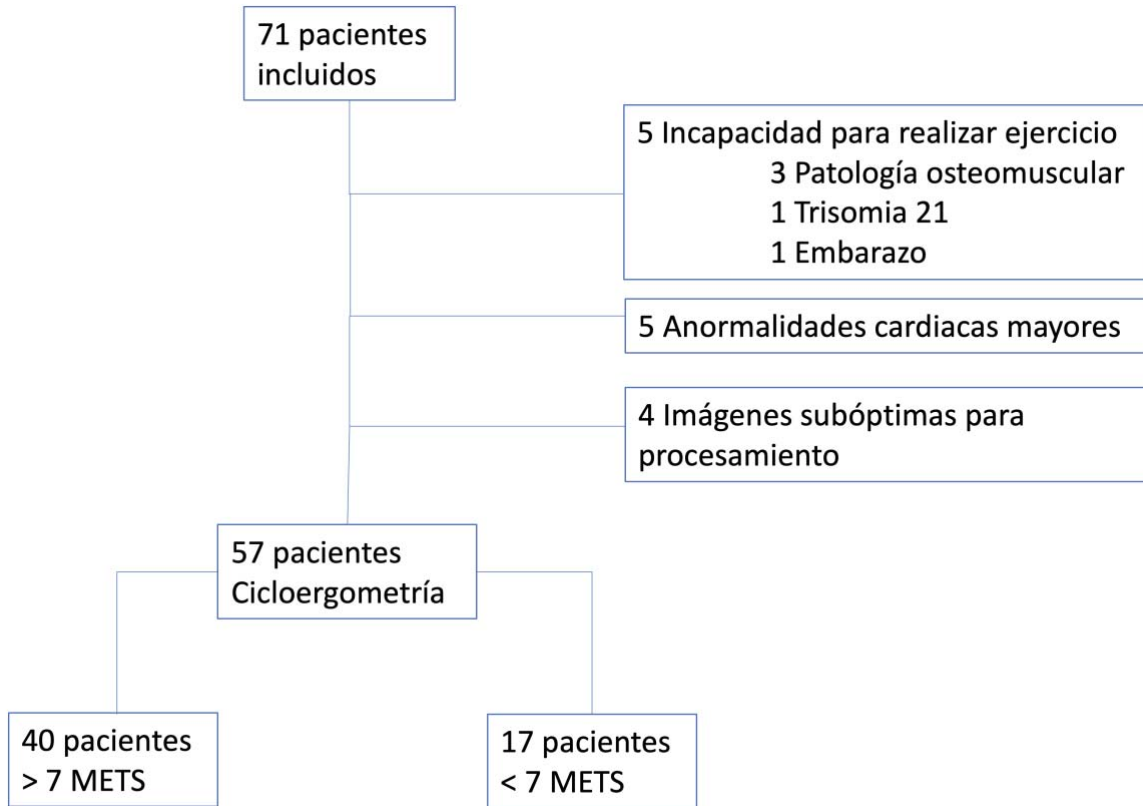 71 pacientes
incluidos
5 Incapacidad para realizar ejercicio
3 Patología osteomuscular
1 Trisomia 21
1 Embarazo
5 Anormalidades cardiacas mayores
4 Imágenes subóptimas para
procesamiento
57 pacientes
Cicloergometría
40 pacientes
> 7 METS
17 pacientes
< 7 METS